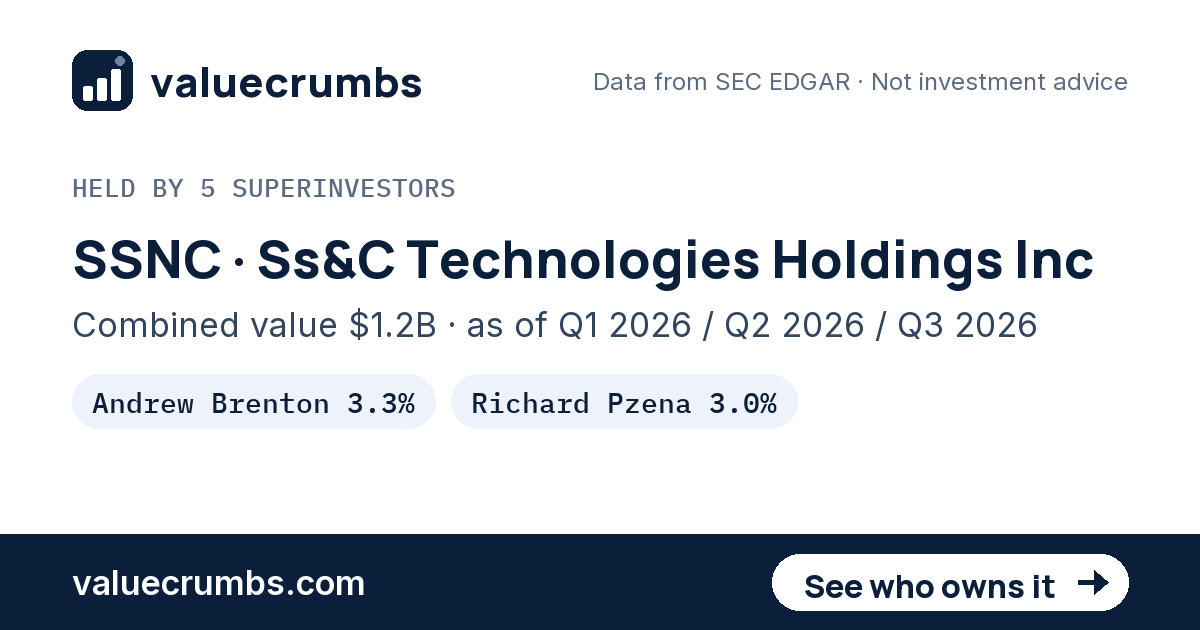 valuecrumbs
Data from SEC EDGAR · Not investment advice
HELD BY 5 SUPERINVESTORS
SSNC · Ss&C Technologies Holdings Inc
Combined value $1.2B · as of Q1 2026 / Q2 2026 / Q3 2026
Andrew Brenton 3.3%
Richard Pzena 3.0%
valuecrumbs.com
See who owns it →